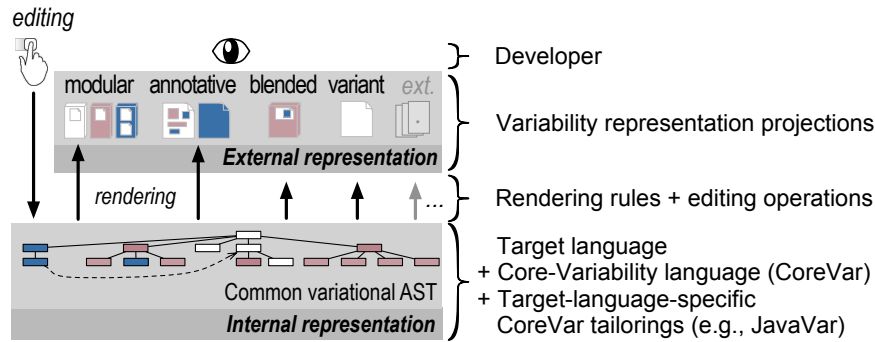 editing
Developer
modular annotative blended variant ext.
Variability representation projections
External representation
rendering
...
Rendering rules + editing operations
Target language
+ Core-Variability language (CoreVar)
+ Target-language-specific
CoreVar tailorings (e.g., JavaVar)
Common variational AST
Internal representation